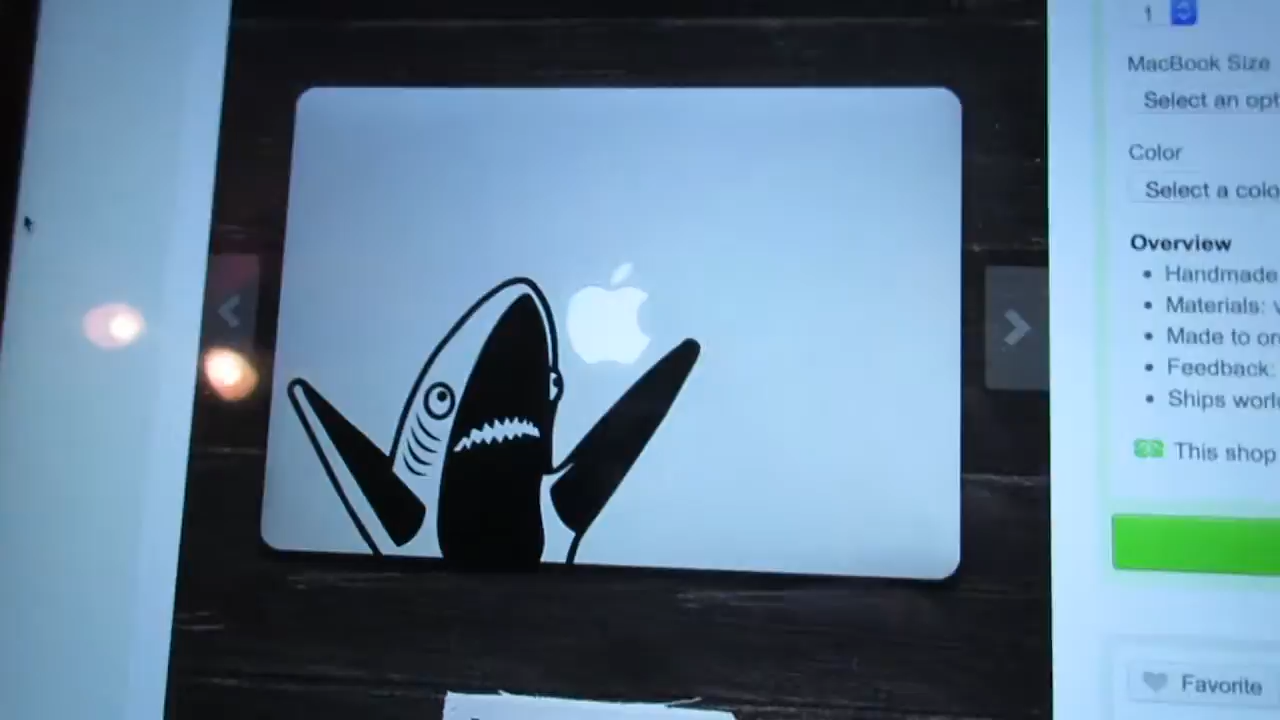 1
MacBook Size
Select an opt
Color
Select a colo
Overview
Handmade
Materials:
Made to or
Feedback:
Ships worl
This shop
Favorite